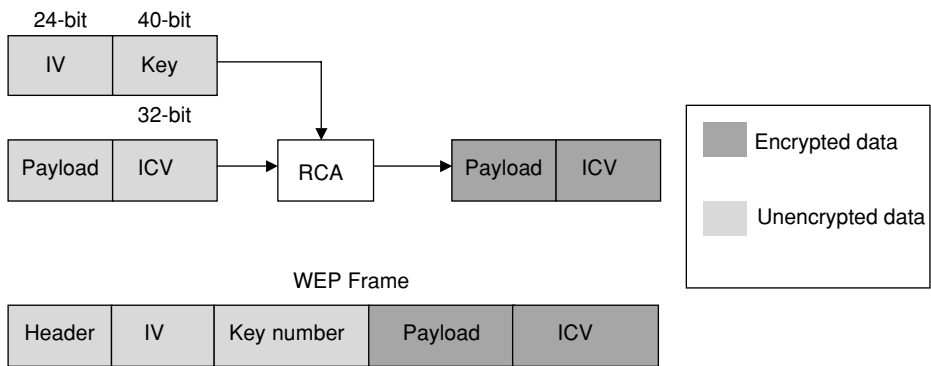 24-bit 40-bit
IV Key
32-bit
Payload ICV RCA Payload ICV
Encrypted data
Unencrypted data
WEP Frame
Header IV Key number Payload ICV